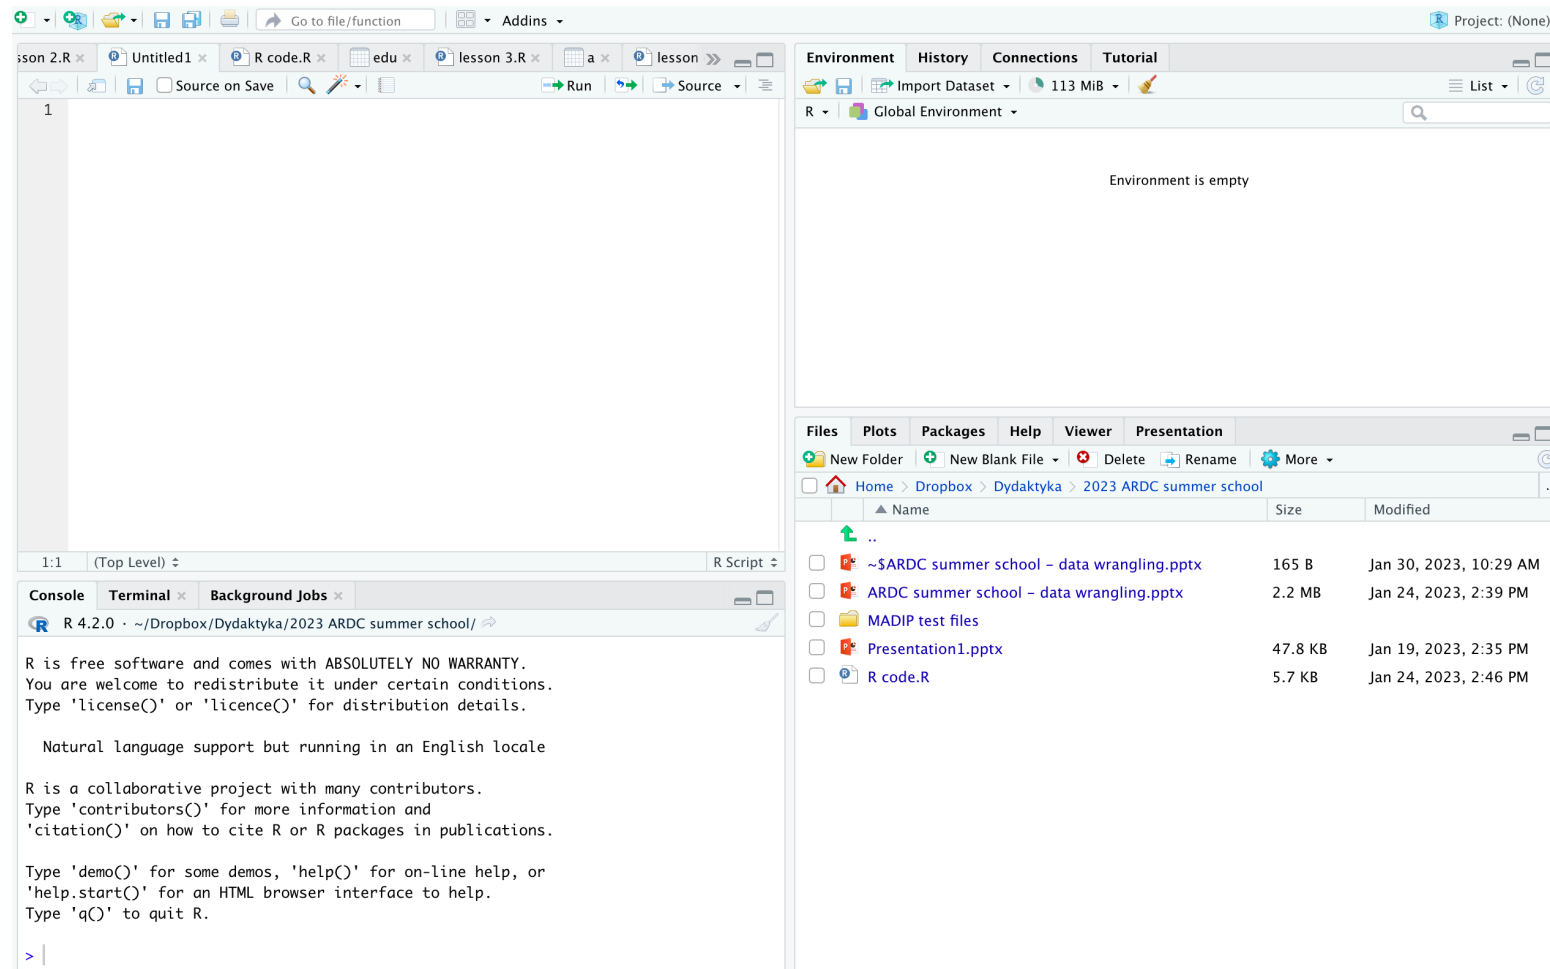 Go to file/function Addins Project: (None)
sson 2.R Untitled1 R code.R edu lesson 3.R a lesson
Source on Save Run Source
1
1:1 (Top Level) R Script
Console Terminal Background Jobs
R 4.2.0 · ~/Dropbox/Dydaktyka/2023 ARDC summer school/
R is free software and comes with ABSOLUTELY NO WARRANTY.
You are welcome to redistribute it under certain conditions.
Type 'license()' or 'licence()' for distribution details.
Natural language support but running in an English locale
R is a collaborative project with many contributors.
Type 'contributors()' for more information and
'citation()' on how to cite R or R packages in publications.
Type 'demo()' for some demos, 'help()' for on-line help, or
'help.start()' for an HTML browser interface to help.
Type 'q()' to quit R.
>
Environment History Connections Tutorial
Import Dataset 113 MiB List
R Global Environment
Environment is empty
Files Plots Packages Help Viewer Presentation
New Folder New Blank File Delete Rename More
Home > Dropbox > Dydaktyka > 2023 ARDC summer school
Name Size Modified
..
~$ARDC summer school - data wrangling.pptx 165 B Jan 30, 2023, 10:29 AM
ARDC summer school - data wrangling.pptx 2.2 MB Jan 24, 2023, 2:39 PM
MADIP test files
Presentation1.pptx 47.8 KB Jan 19, 2023, 2:35 PM
R code.R 5.7 KB Jan 24, 2023, 2:46 PM